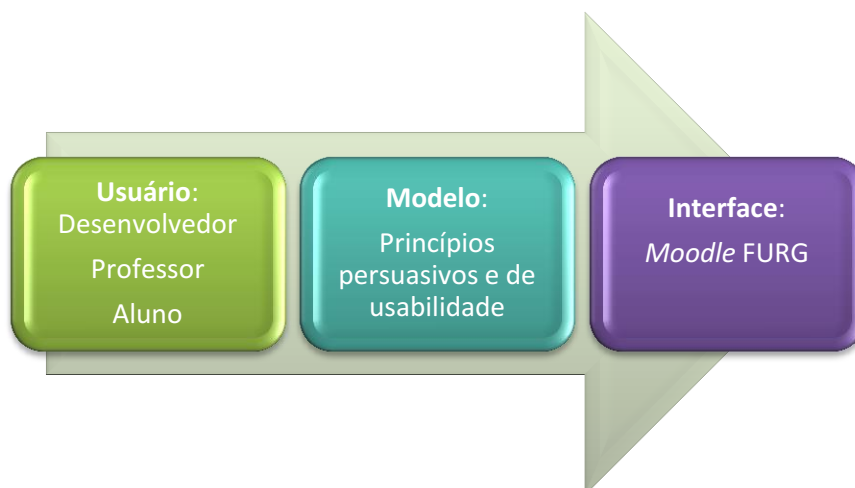 Usuário:
Desenvolvedor
Professor
Aluno
Modelo:
Princípios
persuasivos e de
usabilidade
Interface:
Moodle FURG